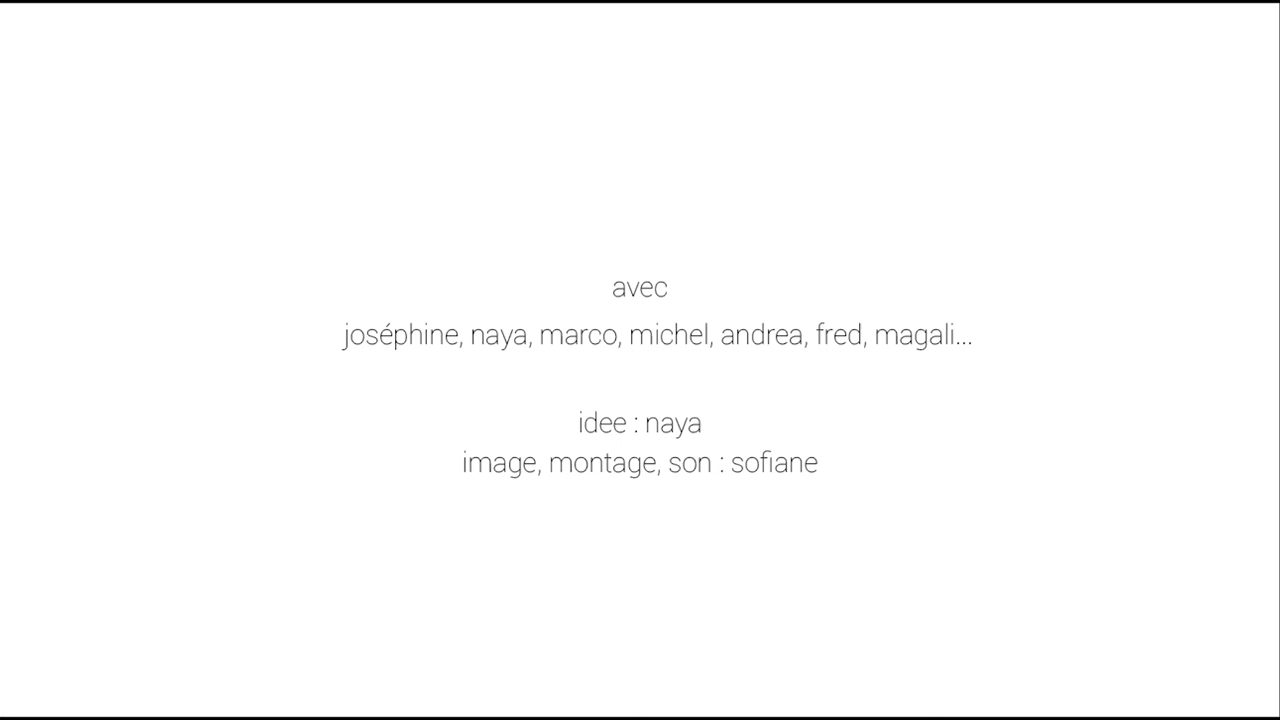 avec
joséphine, naya, marco, michel, andrea, fred, magali...
idee : naya
image, montage, son : sofiane